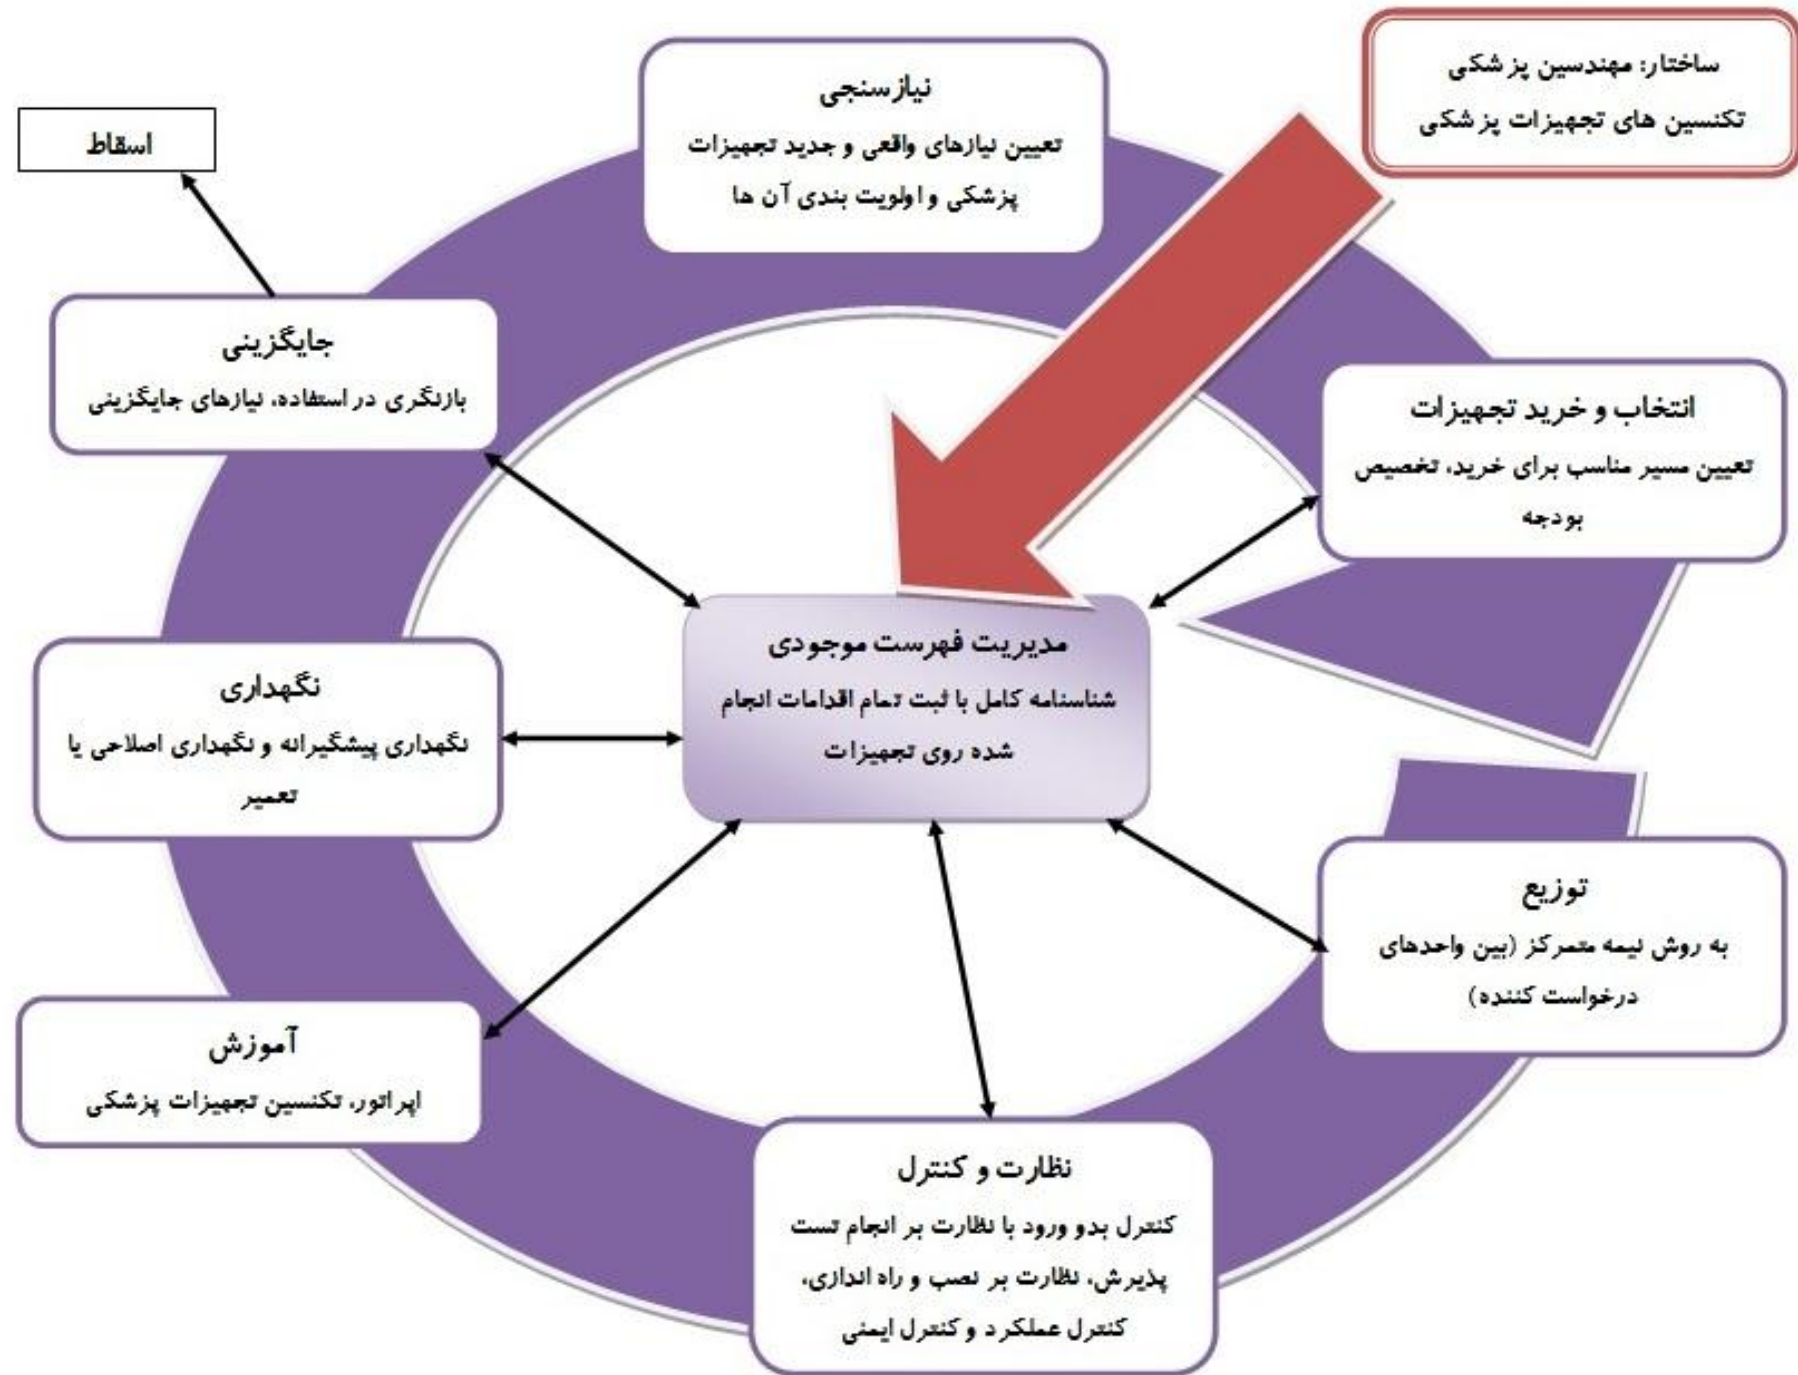 ساختار: مهندسین پزشکی
تکنسین های تجهیزات پزشکی
نیازسنجی
تعیین نیازهای واقعی و جدید تجهیزات
پزشکی و اولویت بندی آن ها
اسقاط
جایگزینی
بازنگری در استفاده، نیازهای جایگزینی
انتخاب و خرید تجهیزات
تعیین مسیر مناسب برای خرید، تخصیص
بودجه
مدیریت فهرست موجودی
شناسنامه کامل با ثبت تمام اقدامات انجام
شده روی تجهیزات
نگهداری
نگهداری پیشگیرانه و نگهداری اصلاحی یا
تعمیر
توزیع
به روش نیمه متمرکز (بین واحدهای
درخواست کننده)
آموزش
اپراتور، تکنسین تجهیزات پزشکی
نظارت و کنترل
کنترل بدو ورود با نظارت بر انجام تست
پذیرش، نظارت بر نصب و راه اندازی،
کنترل عملکرد و کنترل ایمنی